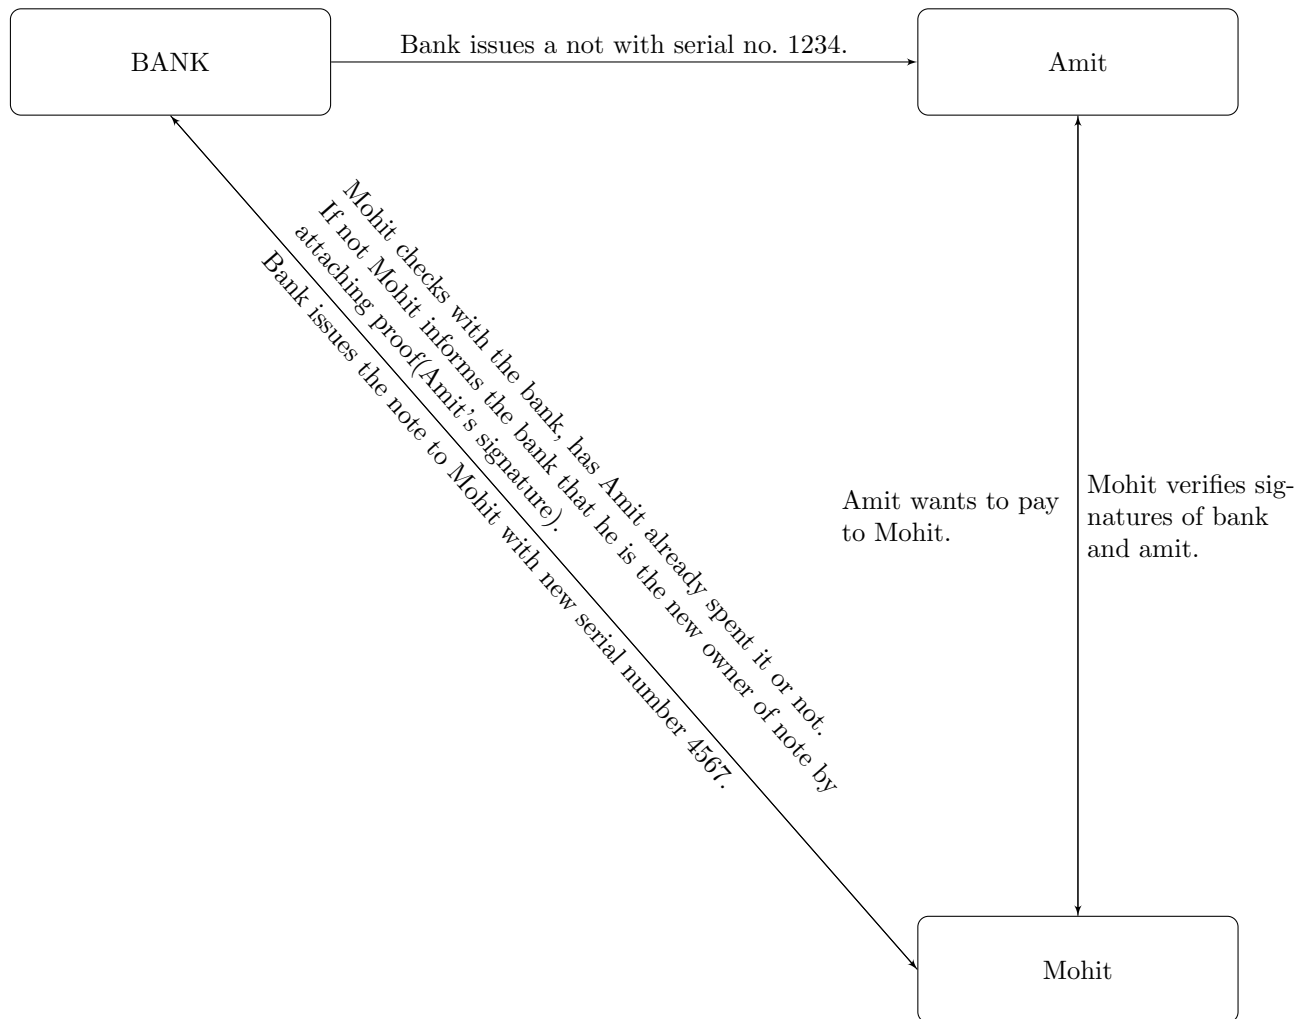 BANK
Bank issues a not with serial no. 1234.
Amit
Mohit checks with the bank, has Amit already spent it or not.
If not Mohit informs the bank that he is the new owner of note by
attaching proof(Amit's signature).
Bank issues the note to Mohit with new serial number 4567.
Amit wants to pay
to Mohit.
Mohit verifies sig-
natures of bank
and amit.
Mohit